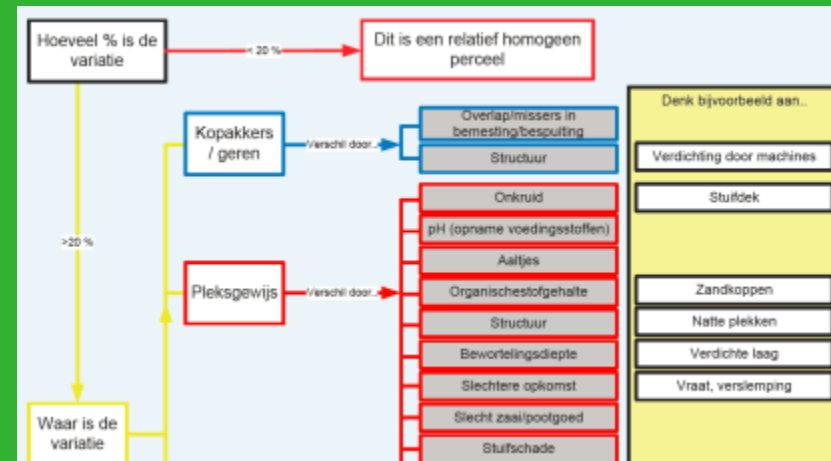 Hoeveel % is de
variatie
< 20 %
Dit is een relatief homogeen
perceel
Denk bijvoorbeeld aan..
Kopakkers
/ geren
Verschil door..
Overlap/missers in
bemesting/bespuiting
Structuur
Verdichting door machines
Onkruid
Stuifdek
pH (opname voedingsstoffen)
>20 %
Aaltjes
Pleksgewijs
Verschil door..
Organischestofgehalte
Zandkoppen
Structuur
Natte plekken
Bewortelingsdiepte
Verdichte laag
Slechtere opkomst
Vraat, verslemping
Slecht zaai/pootgoed
Waar is de
variatie
Stuifschade